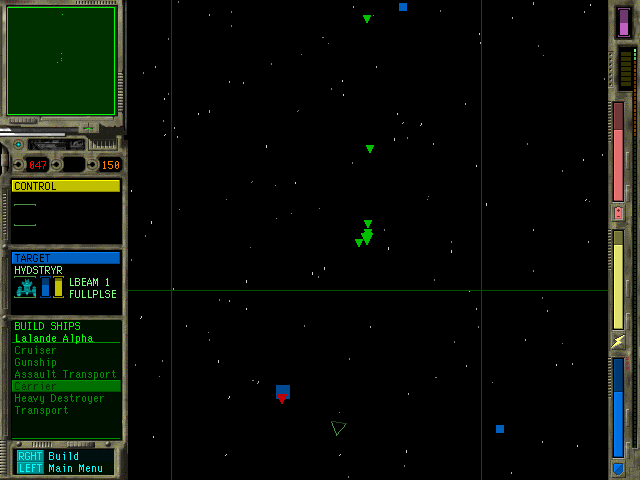 047 150
CONTROL
TARGET
HYDSTRYR
LBEAM 1
FULLPLSE
BUILD SHIPS
Lalande Alpha
Cruiser
Gunship
Assault Transport
Carrier
Heavy Destroyer
Transport
RGHT Build
LEFT Main Menu